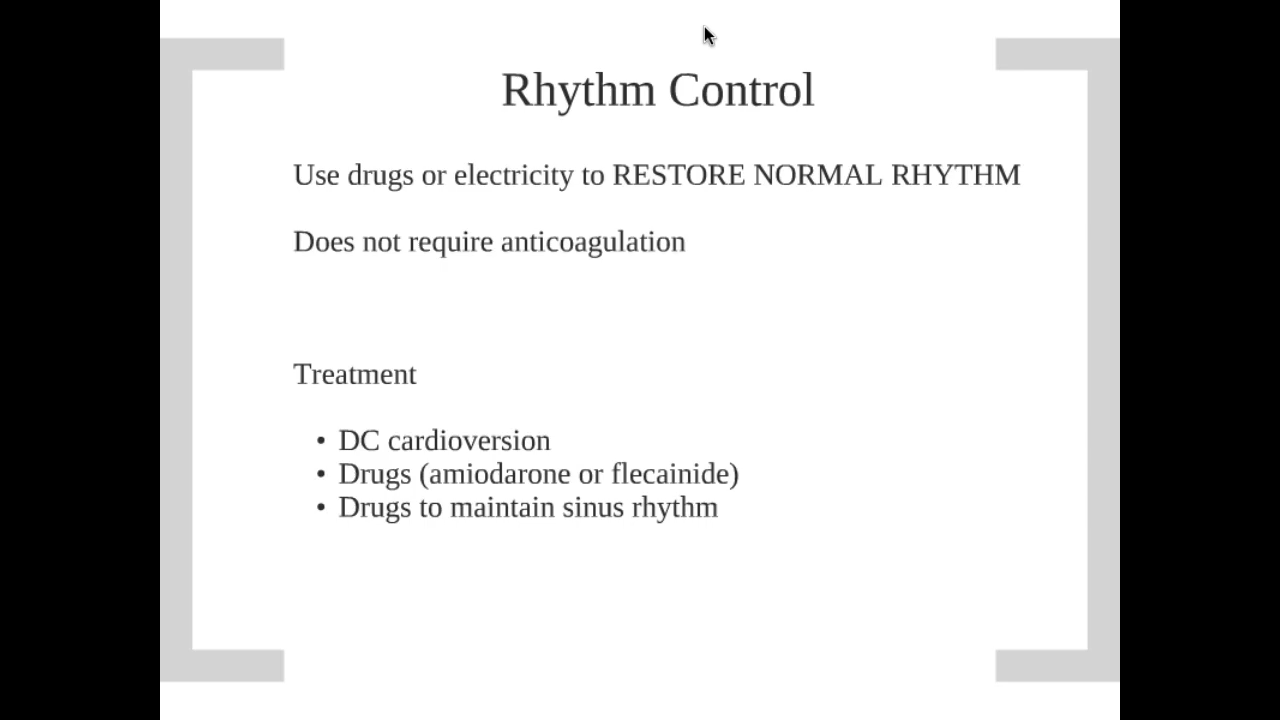 Rhythm Control
Use drugs or electricity to RESTORE NORMAL RHYTHM
Does not require anticoagulation
Treatment
• DC cardioversion
• Drugs (amiodarone or flecainide)
• Drugs to maintain sinus rhythm